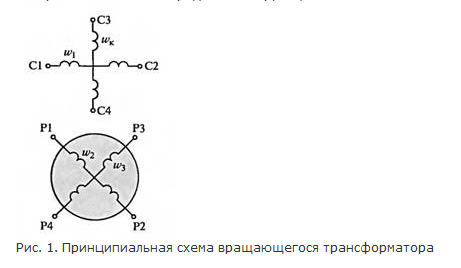 C3
wк
w1
C1
C2
C4
P1
P3
w2
w3
P4
P2
Рис. 1. Принципиальная схема вращающегося трансформатора